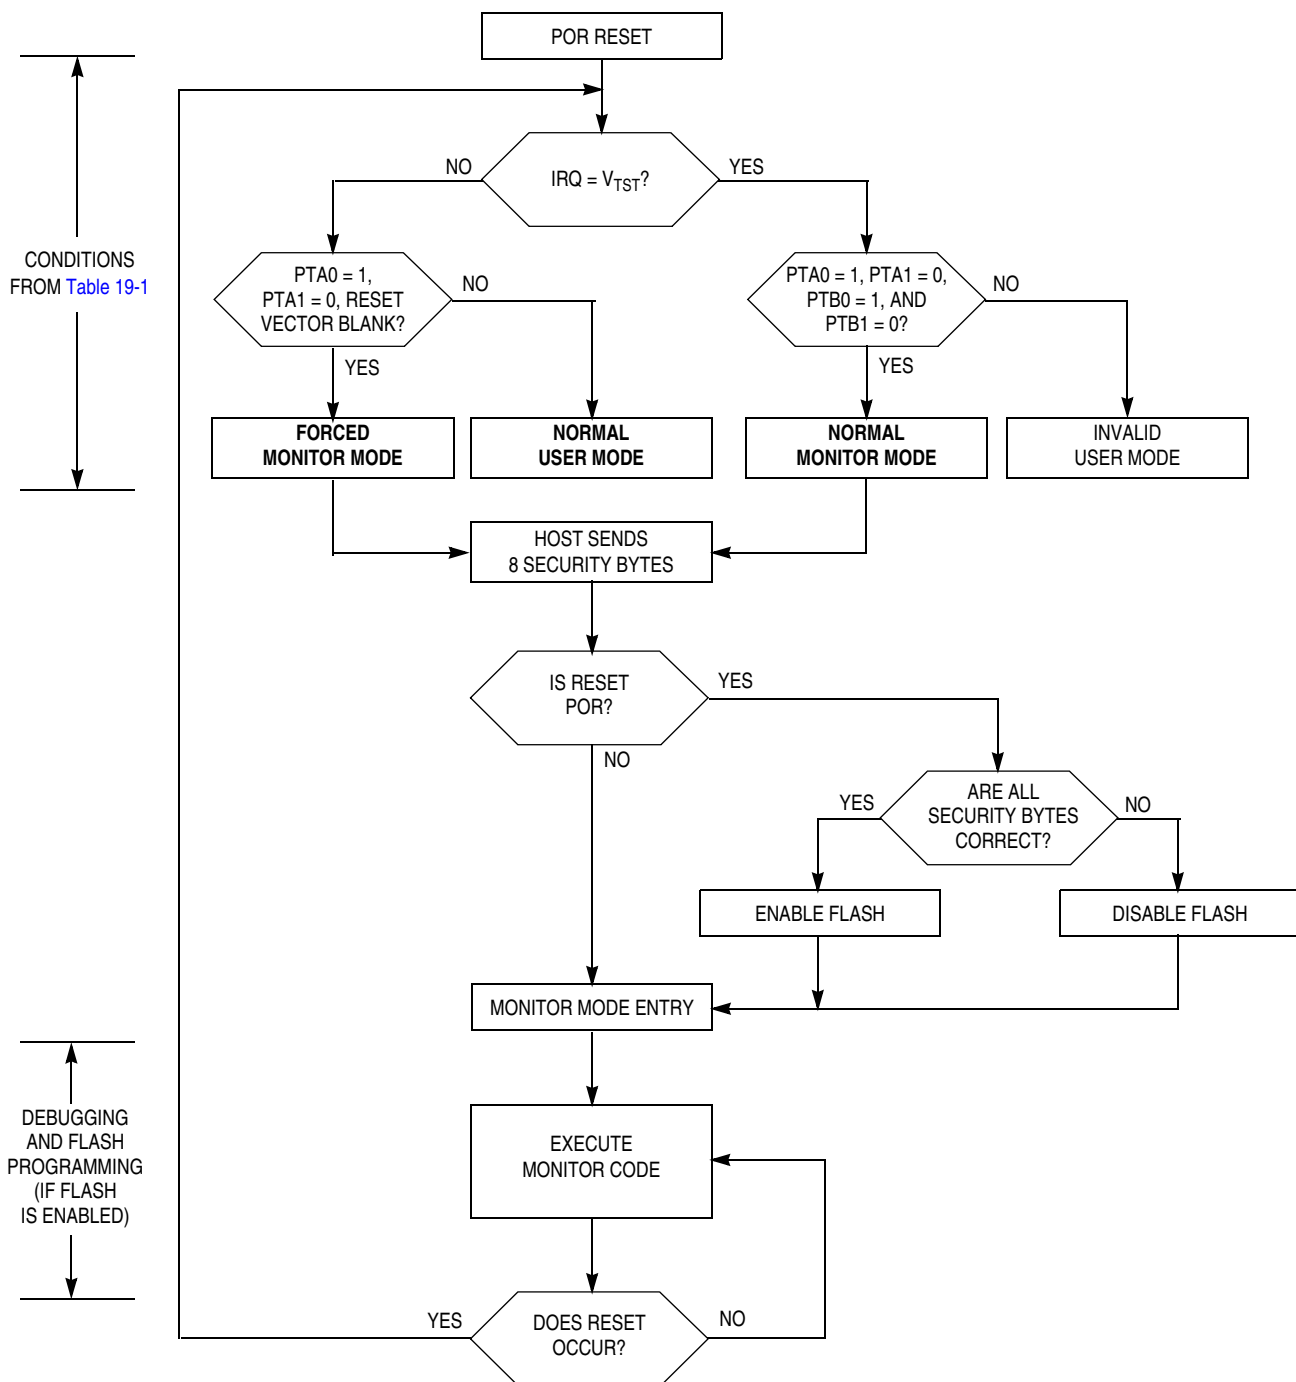 POR RESET
NO
IRQ = VTST?
YES
CONDITIONS
FROM Table 19-1
PTA0 = 1,
PTA1 = 0, RESET
VECTOR BLANK?
NO
YES
PTA0 = 1, PTA1 = 0,
PTB0 = 1, AND
PTB1 = 0?
NO
YES
FORCED
MONITOR MODE
NORMAL
USER MODE
NORMAL
MONITOR MODE
INVALID
USER MODE
HOST SENDS
8 SECURITY BYTES
IS RESET
POR?
YES
NO
YES
ARE ALL
SECURITY BYTES
CORRECT?
NO
ENABLE FLASH
DISABLE FLASH
MONITOR MODE ENTRY
DEBUGGING
AND FLASH
PROGRAMMING
(IF FLASH
IS ENABLED)
EXECUTE
MONITOR CODE
YES
DOES RESET
OCCUR?
NO